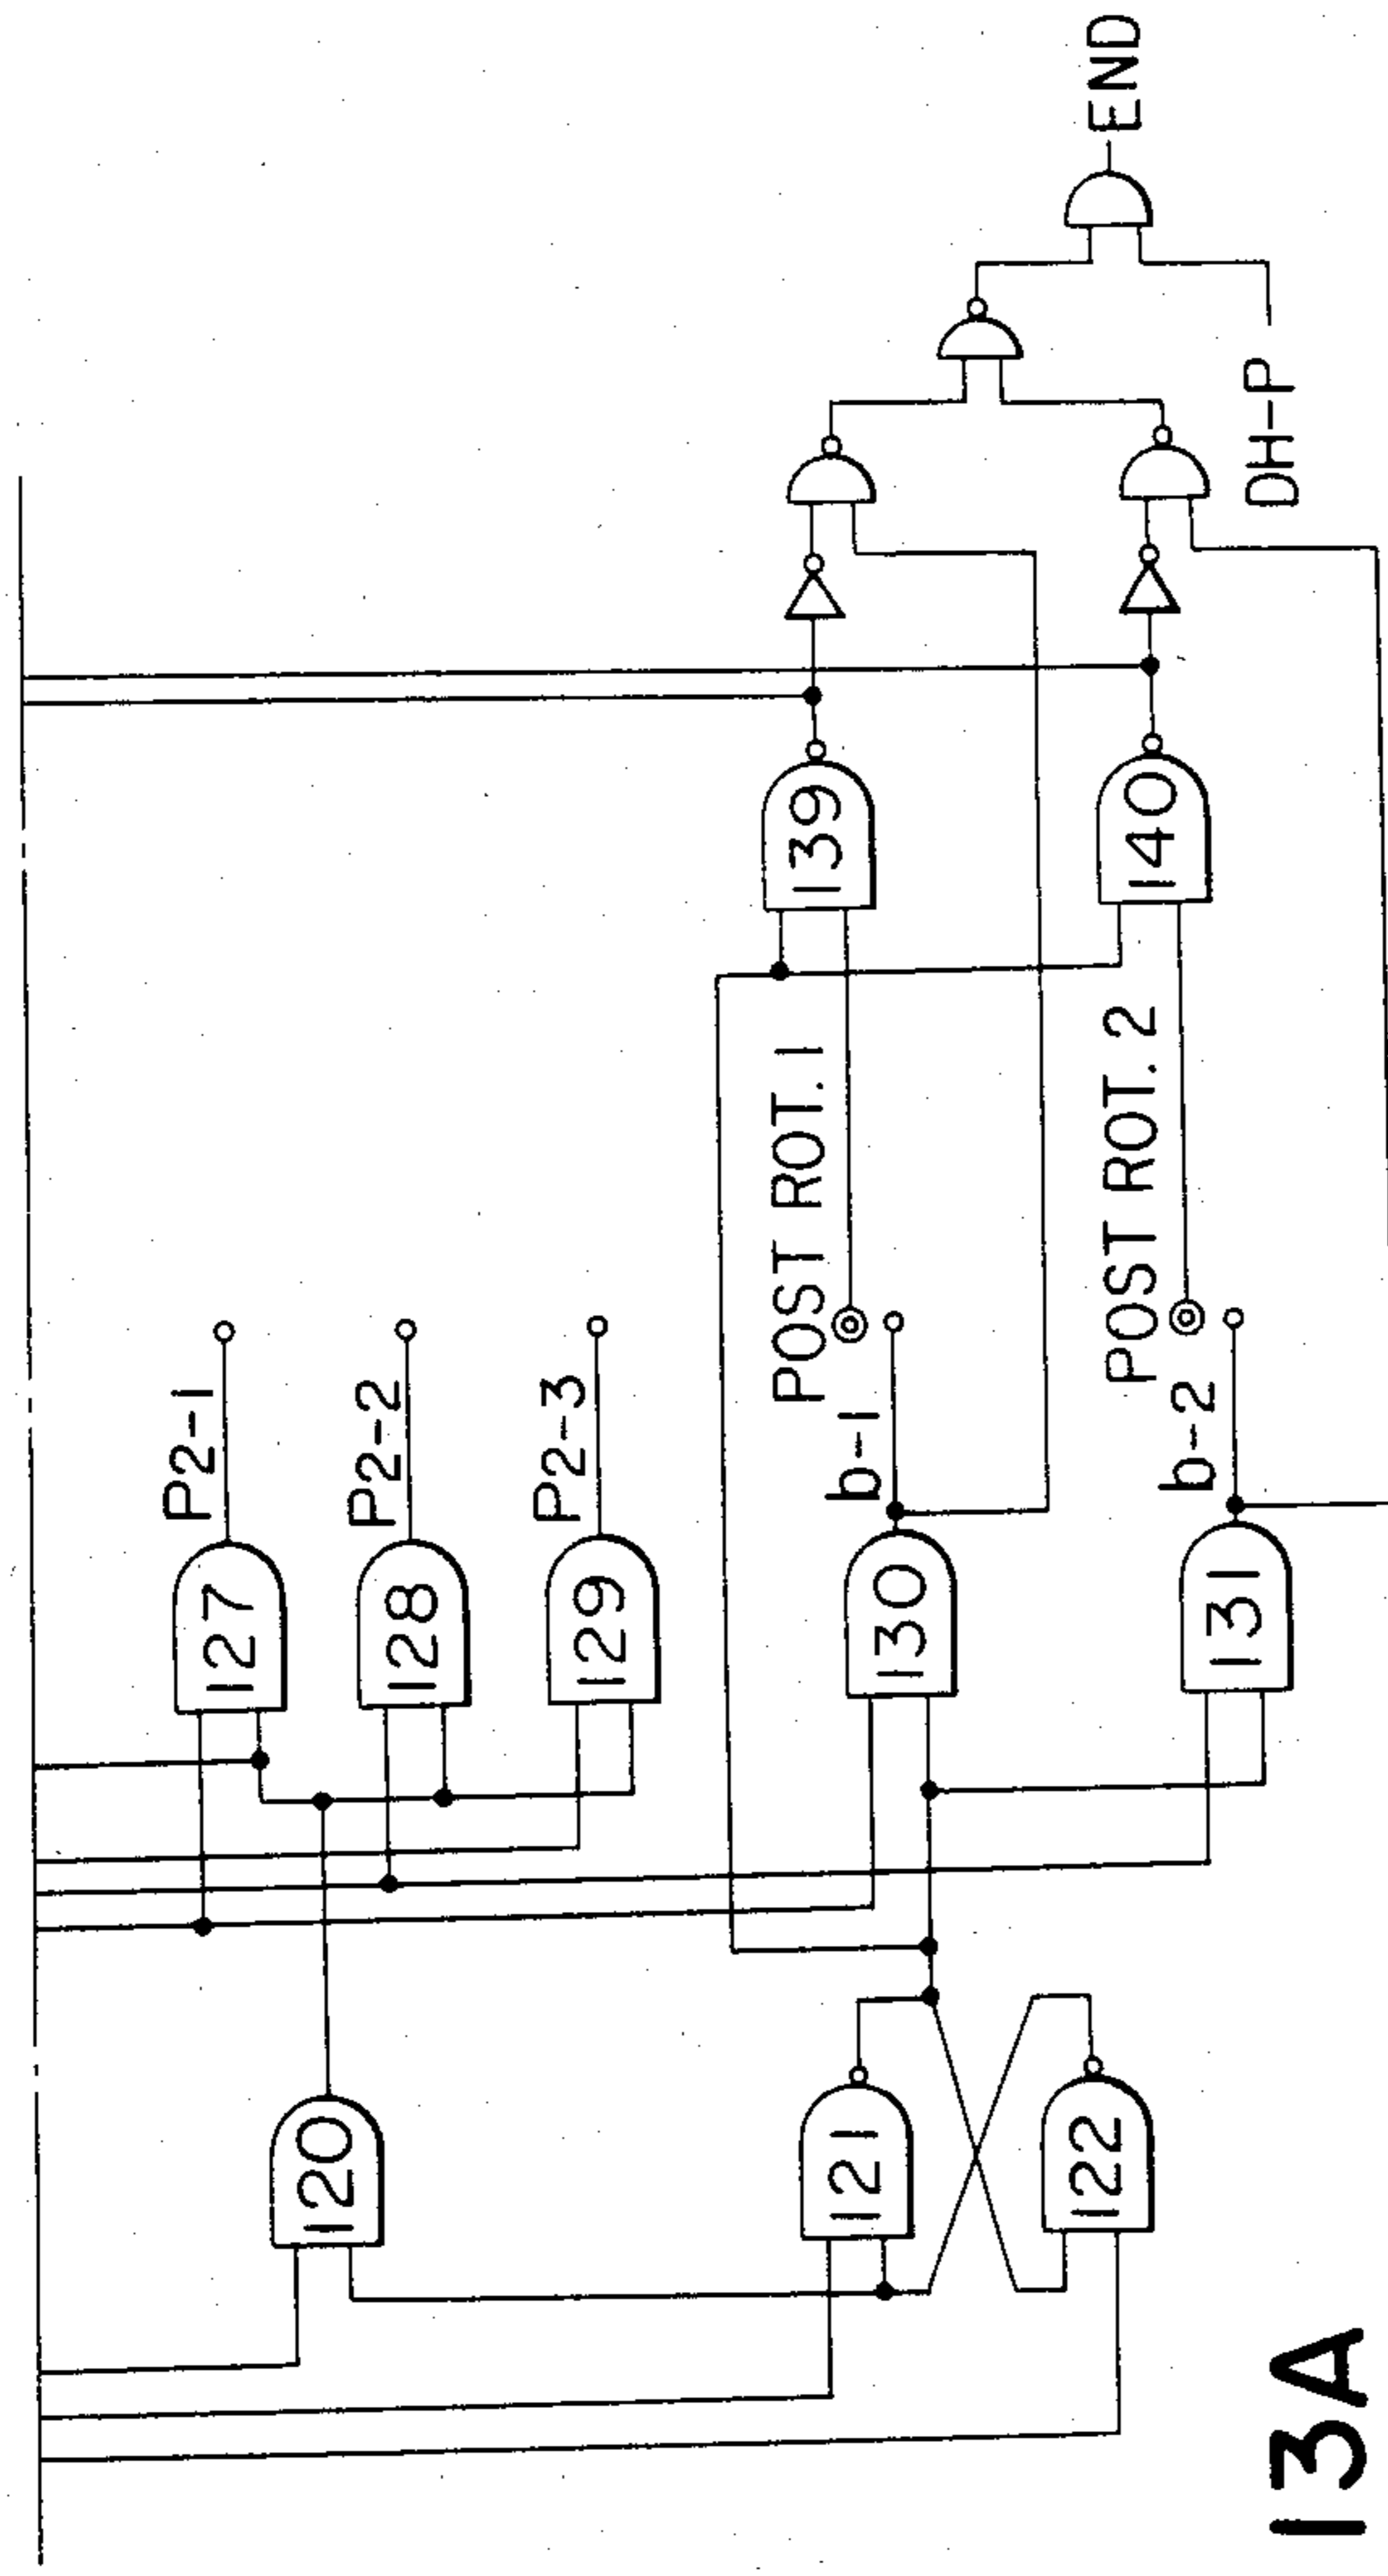 P2-1
P2-2
P2-3
127
128
129
120
POST ROT. 1
b-1
130
139
121
122
POST ROT. 2
b-2
131
140
DH-P
END
13A